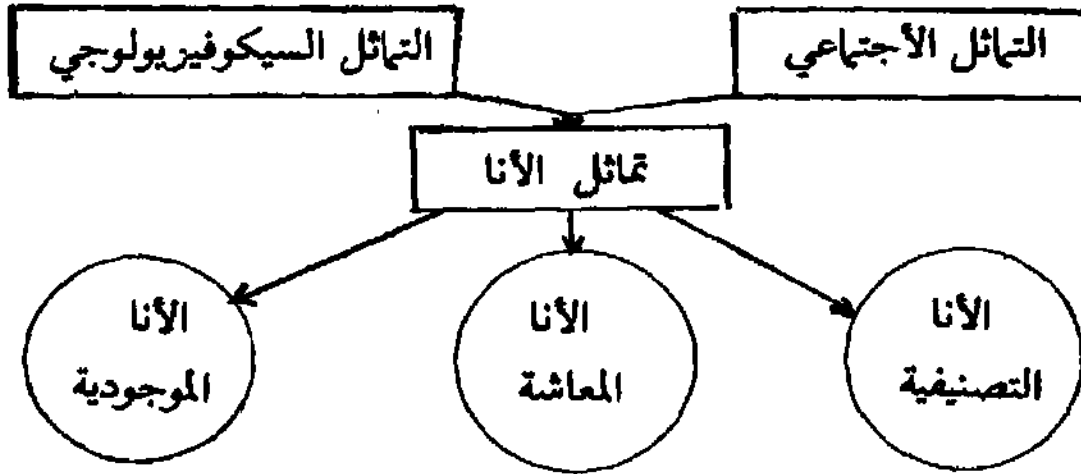 التماثل الأجتماعي
التماثل السيكوفيزيولوجي
تماثل الأنا
الأنا
التصنيفية
الأنا
المعاشة
الأنا
الموجودية